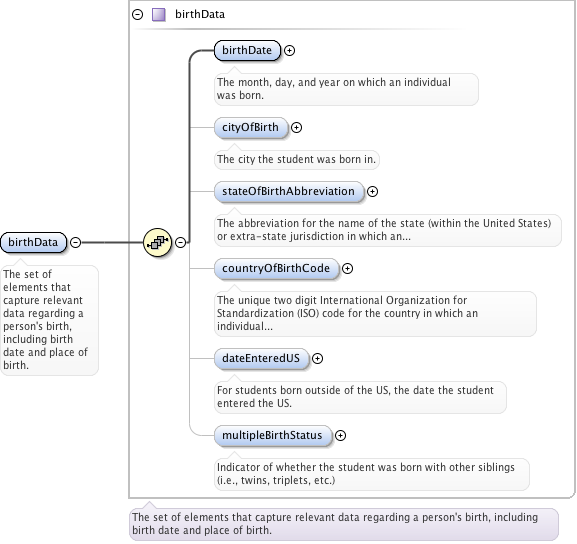 birthData
birthDate
The month, day, and year on which an individual
was born.
cityOfBirth
The city the student was born in.
stateOfBirthAbbreviation
The abbreviation for the name of the state (within the United States)
or extra-state jurisdiction in which an...
birthData
The set of
elements that
capture relevant
data regarding a
person's birth,
including birth
date and place of
birth.
countryOfBirthCode
The unique two digit International Organization for
Standardization (ISO) code for the country in which an
individual...
dateEnteredUS
For students born outside of the US, the date the student
entered the US.
multipleBirthStatus
Indicator of whether the student was born with other siblings
(i.e., twins, triplets, etc.)
The set of elements that capture relevant data regarding a person's birth, including
birth date and place of birth.